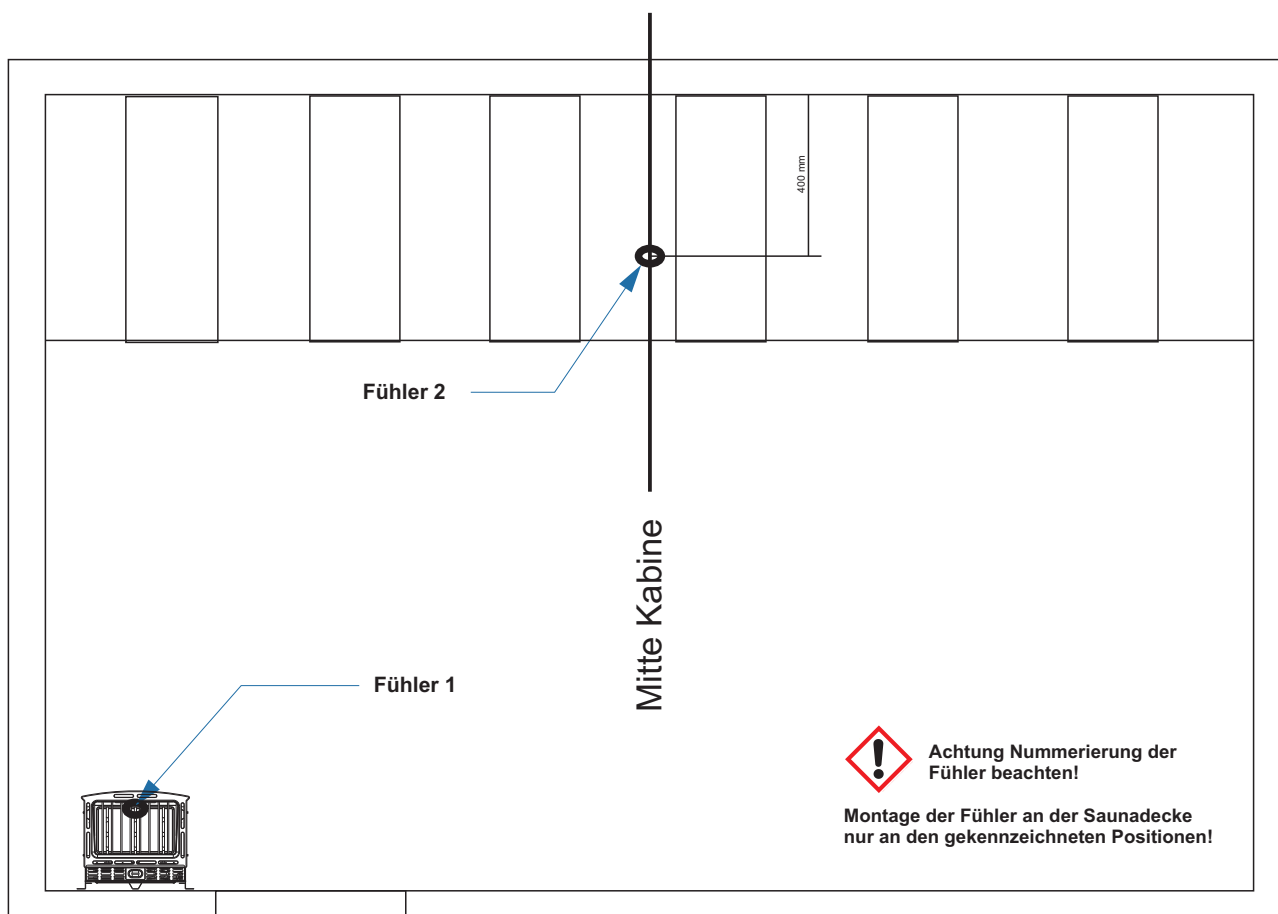 400 mm
Fühler 2
Mitte Kabine
Fühler 1
Achtung Nummerierung der
Fühler beachten!
Montage der Fühler an der Saunadecke
nur an den gekennzeichneten Positionen!